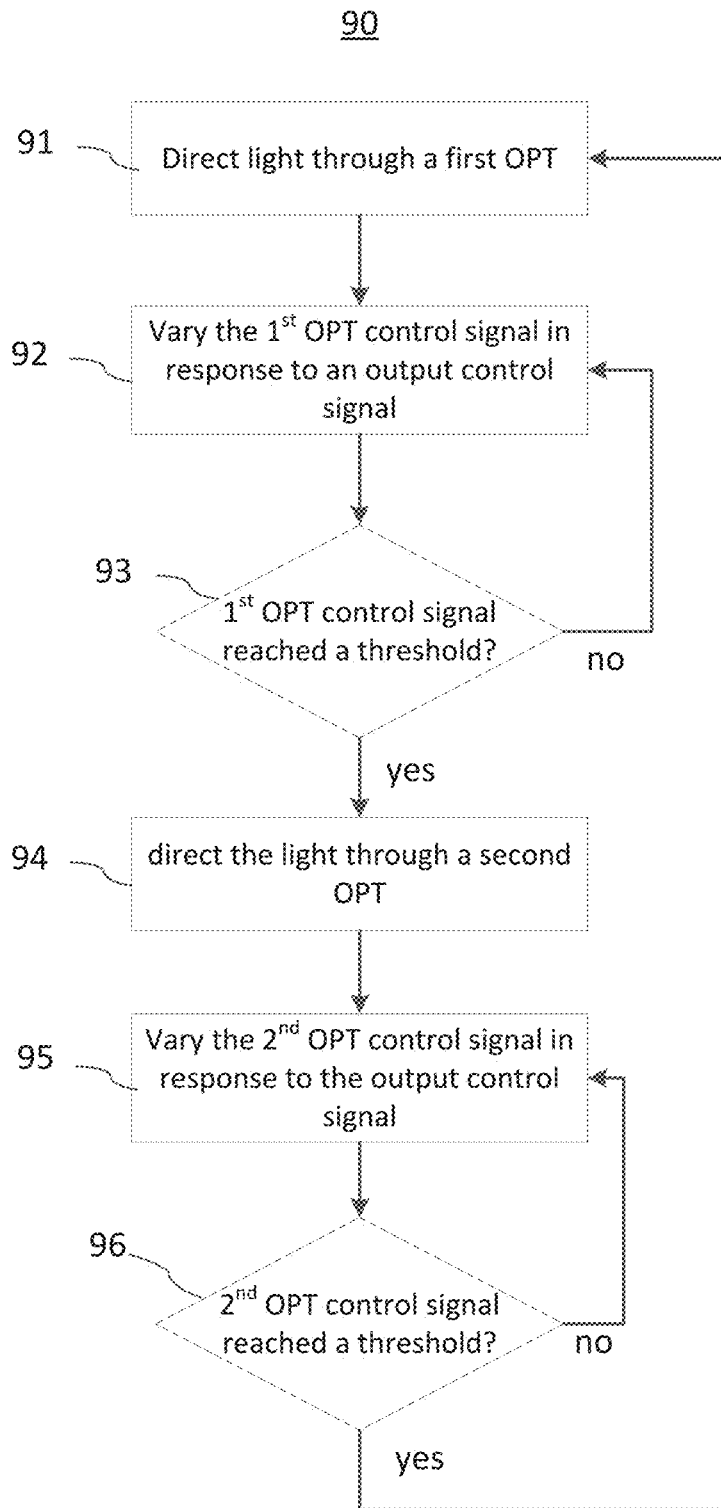 90
91
Direct light through a first OPT
92
Vary the 1st OPT control signal in
response to an output control
signal
93
1st OPT control signal
reached a threshold?
no
yes
94
direct the light through a second
OPT
95
Vary the 2nd OPT control signal in
response to the output control
signal
96
2nd OPT control signal
reached a threshold?
no
yes